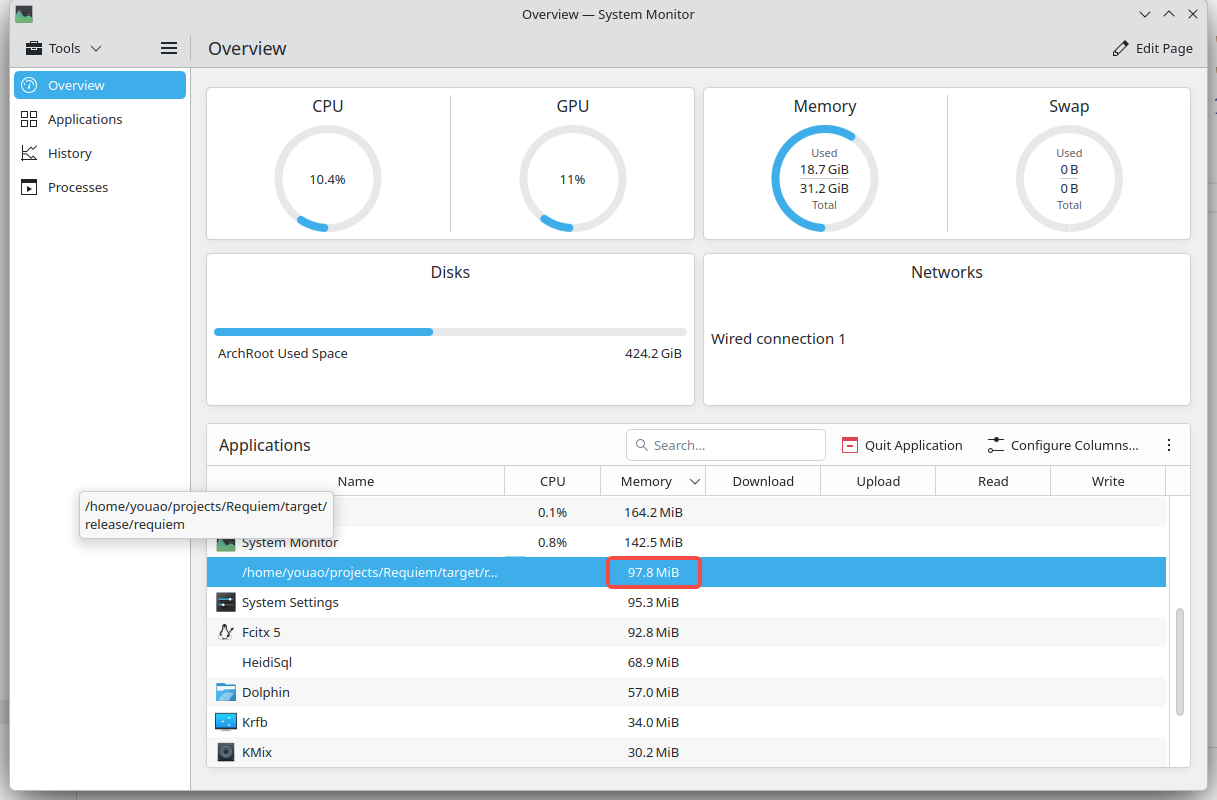 Overview — System Monitor
Tools
Overview
Edit Page
Overview
Applications
History
Processes
CPU
10.4%
GPU
11%
Memory
Used
18.7 GiB
31.2 GiB
Total
Swap
Used
0 B
0 B
Total
Disks
ArchRoot Used Space
424.2 GiB
Networks
Wired connection 1
Applications
Search...
Quit Application
Configure Columns...
Name
CPU
Memory
Download
Upload
Read
Write
/home/youao/projects/Requiem/target/
release/requiem
0.1%
164.2 MiB
System Monitor
0.8%
142.5 MiB
/home/youao/projects/Requiem/target/r...
97.8 MiB
System Settings
95.3 MiB
Fcitx 5
92.8 MiB
HeidiSql
68.9 MiB
Dolphin
57.0 MiB
Krfb
34.0 MiB
KMix
30.2 MiB